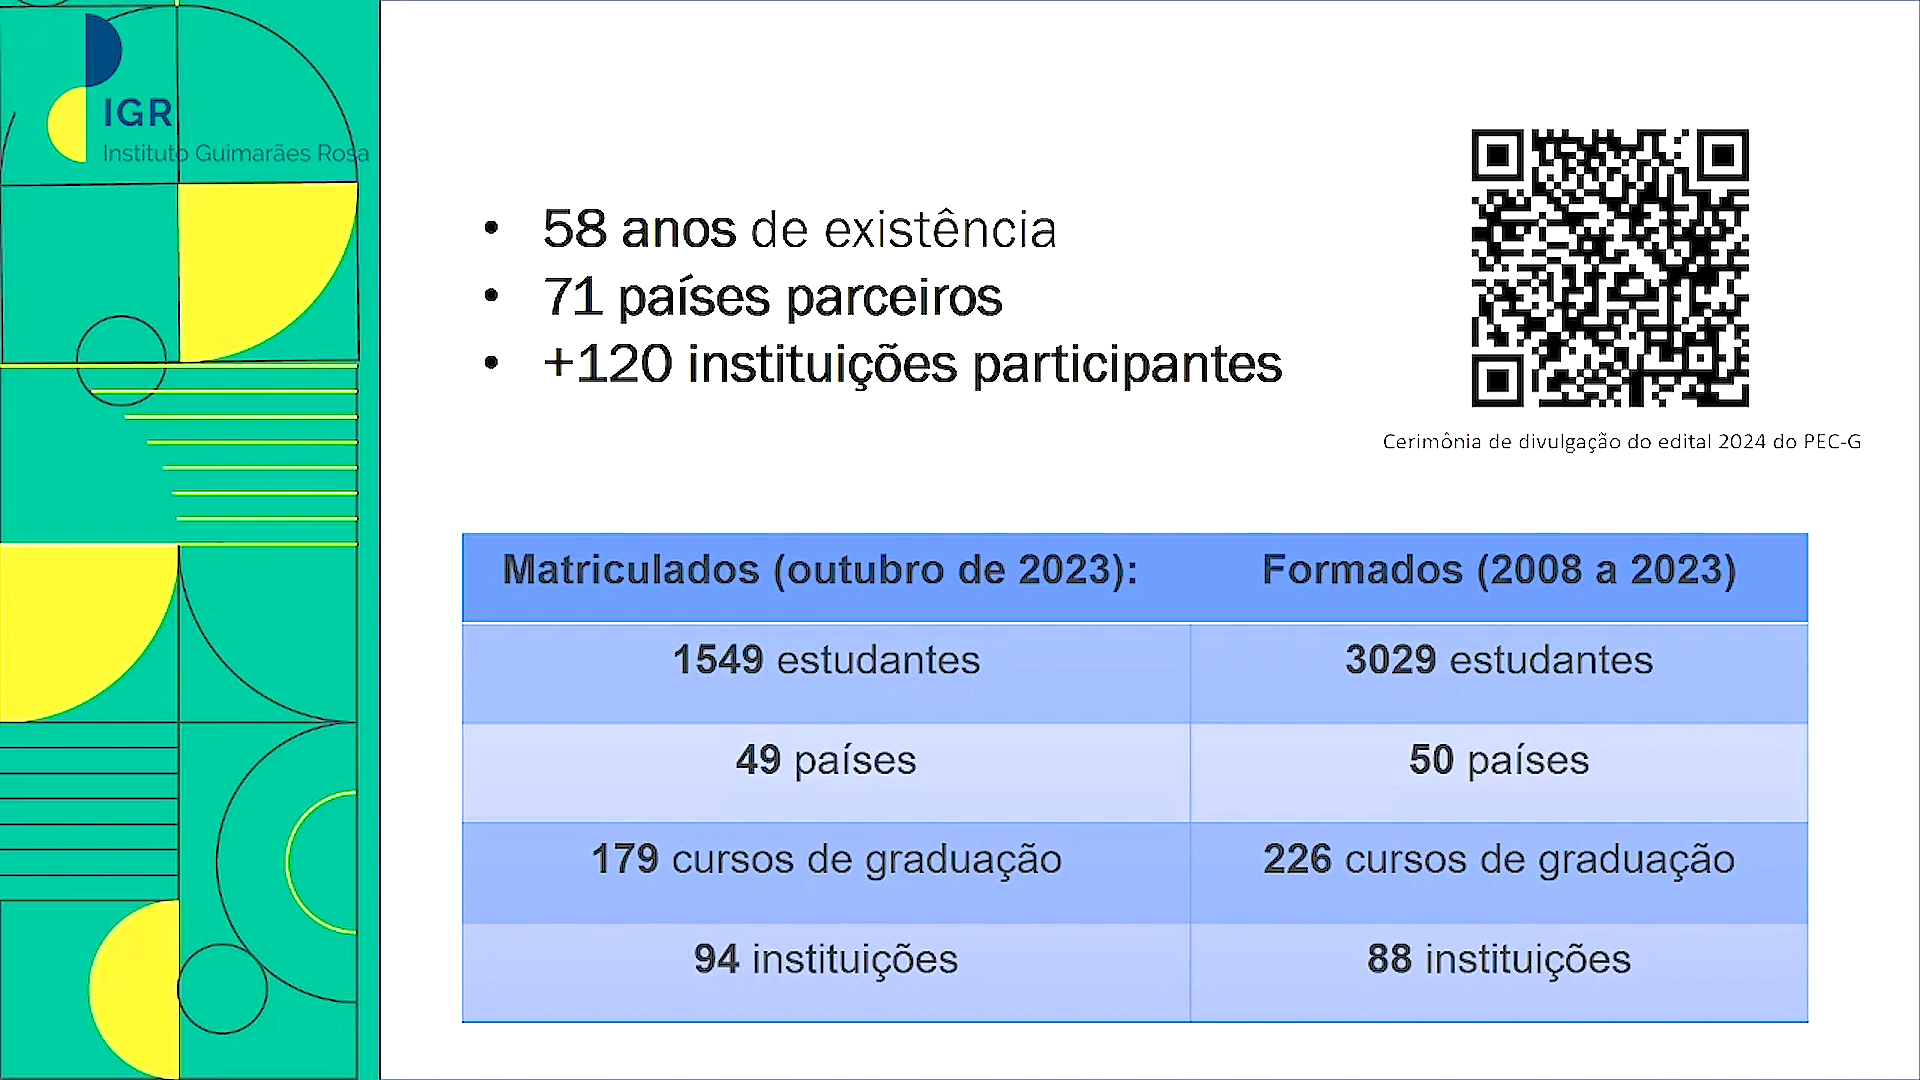 IGR
Instituto Guimarães Rosa
• 58 anos de existência
• 71 países parceiros
• +120 instituições participantes
Cerimônia de divulgação do edital 2024 do PEC-G
Matriculados (outubro de 2023): Formados (2008 a 2023)
1549 estudantes 3029 estudantes
49 países 50 países
179 cursos de graduação 226 cursos de graduação
94 instituições 88 instituições